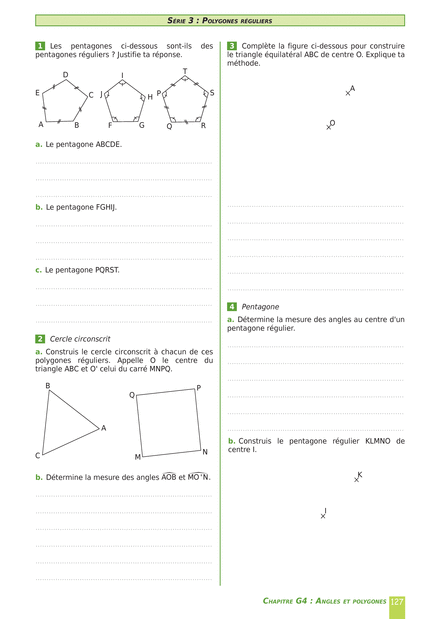 SÉRIE 3 : POLYGONES RÉGULIERS
1 Les pentagones ci-dessous sont-ils des
pentagones réguliers ? Justifie ta réponse.
D
E
C
A
B
I
J
H
F
G
T
P
S
Q
R
a. Le pentagone ABCDE.
b. Le pentagone FGHIJ.
c. Le pentagone PQRST.
2 Cercle circonscrit
a. Construis le cercle circonscrit à chacun de ces
polygones réguliers. Appelle O le centre du
triangle ABC et O' celui du carré MNPQ.
B
A
C
Q
P
M
N
b. Détermine la mesure des angles AOB et MO'N.
3 Complète la figure ci-dessous pour construire
le triangle équilatéral ABC de centre O. Explique ta
méthode.
A
O
4 Pentagone
a. Détermine la mesure des angles au centre d'un
pentagone régulier.
b. Construis le pentagone régulier KLMNO de
centre I.
K
I
CHAPITRE G4 : ANGLES ET POLYGONES 127